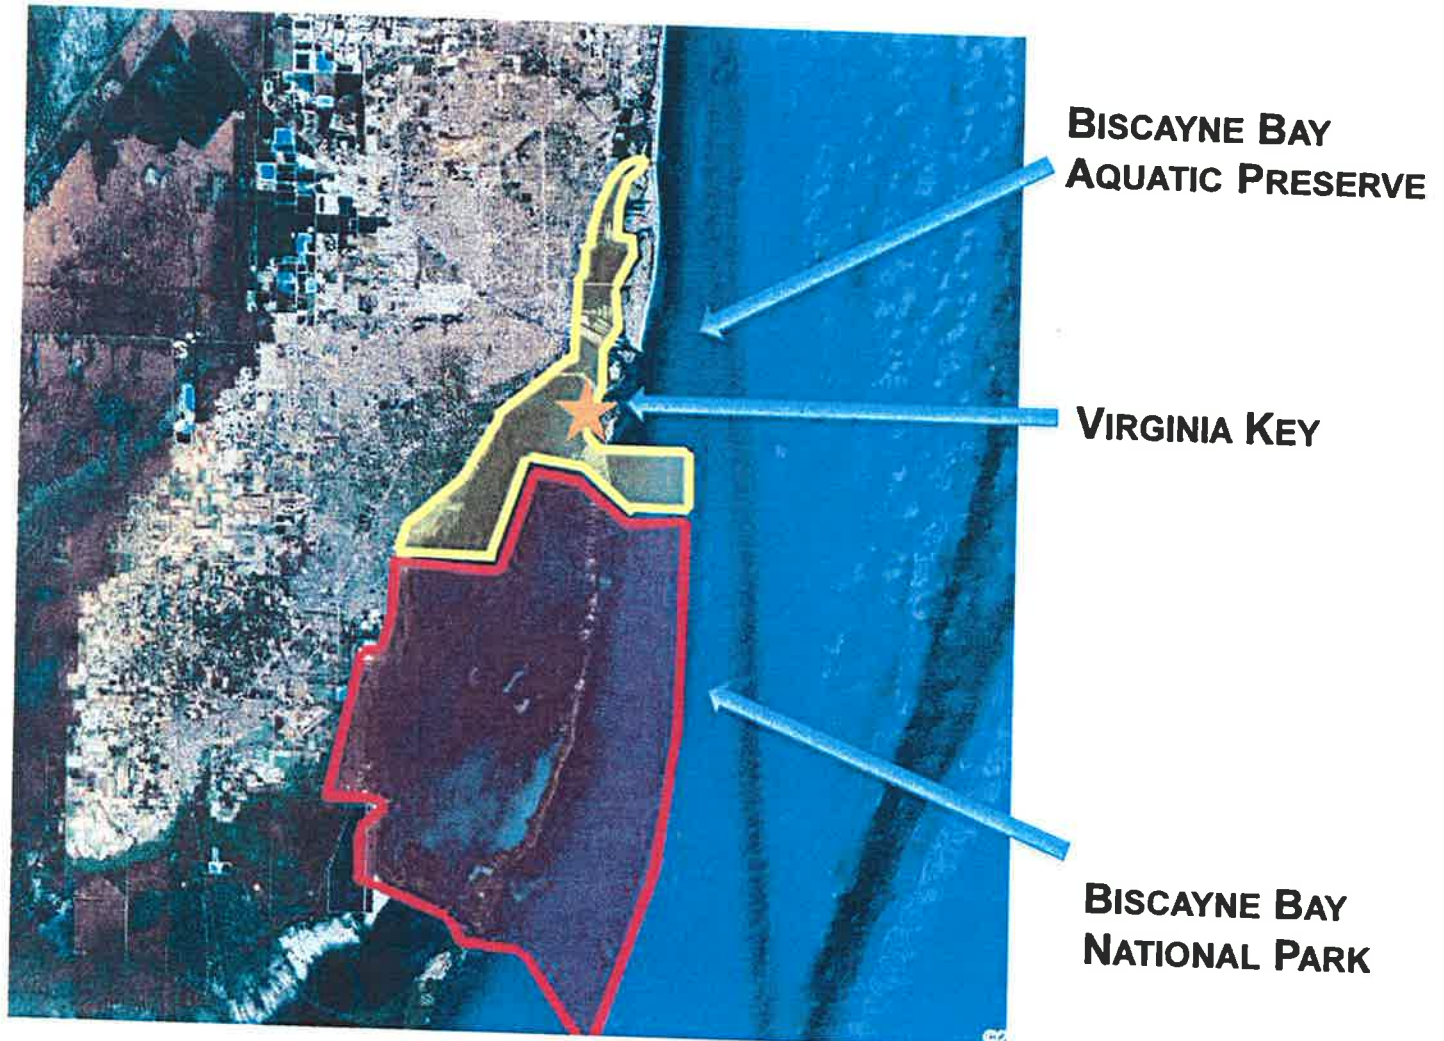 BISCAYNE BAY
AQUATIC PRESERVE
VIRGINIA KEY
BISCAYNE BAY
NATIONAL PARK